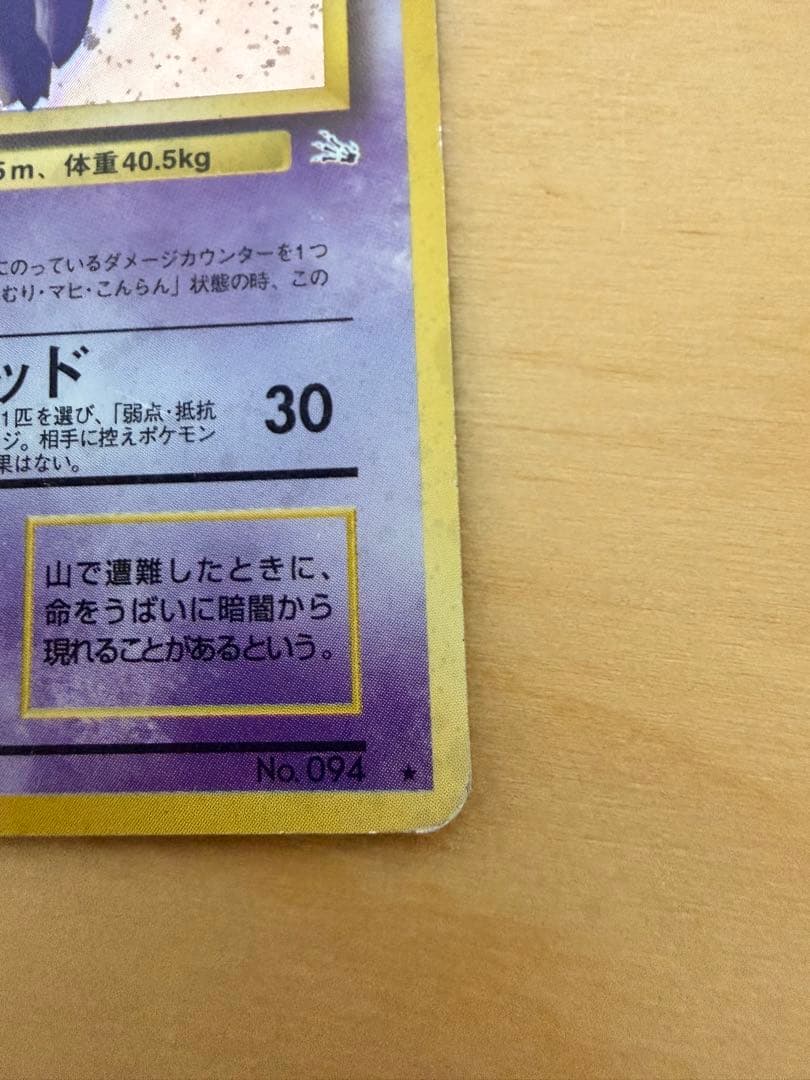 5m、体重40.5kg
にのっているダメージカウンターを1つ
むり・マヒ・こんらん」状態の時、この
ッド
1匹を選び、「弱点・抵抗
ジ。相手に控えポケモン
果はない。
30
山で遭難したときに、
命をうばいに暗闇から
現れることがあるという。
No. 094 ★